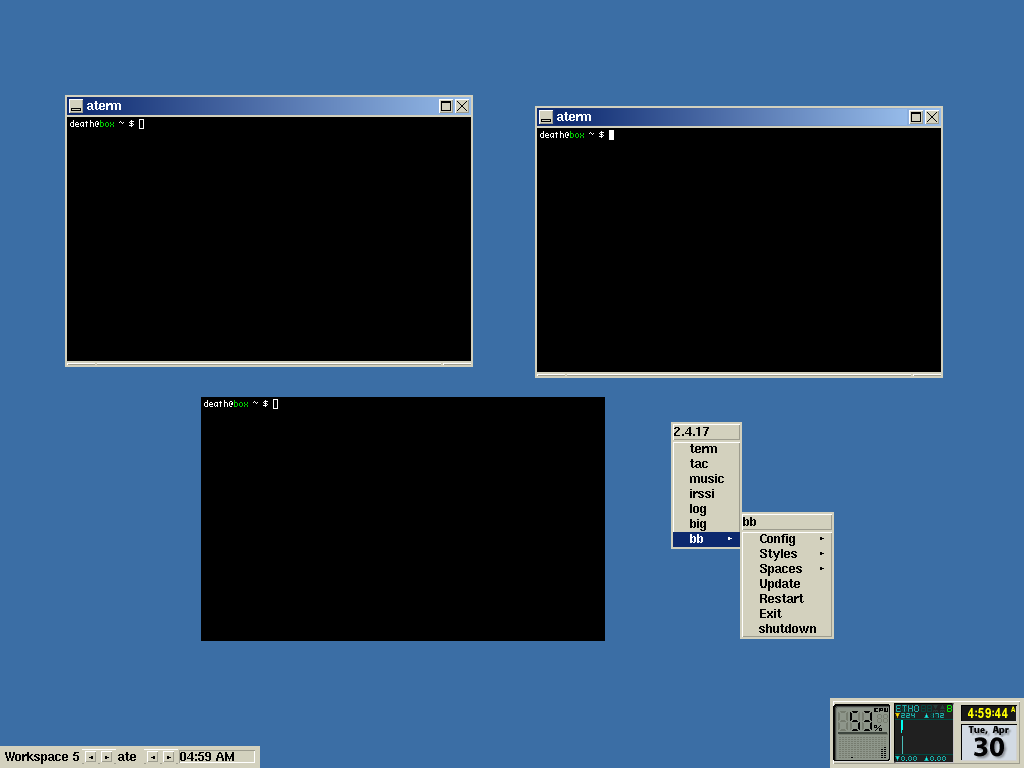 aterm
death@box ~ $
aterm
death@box ~ $
death@box ~ $
2.4.17
term
tac
music
irssi
log
big
bb
bb
Config
Styles
Spaces
Update
Restart
Exit
shutdown
Workspace 5
ate
04:59 AM
CPU
53%
ETH0
B
224 172
0.00 0.00
4:59:44 A
Tue, Apr
30